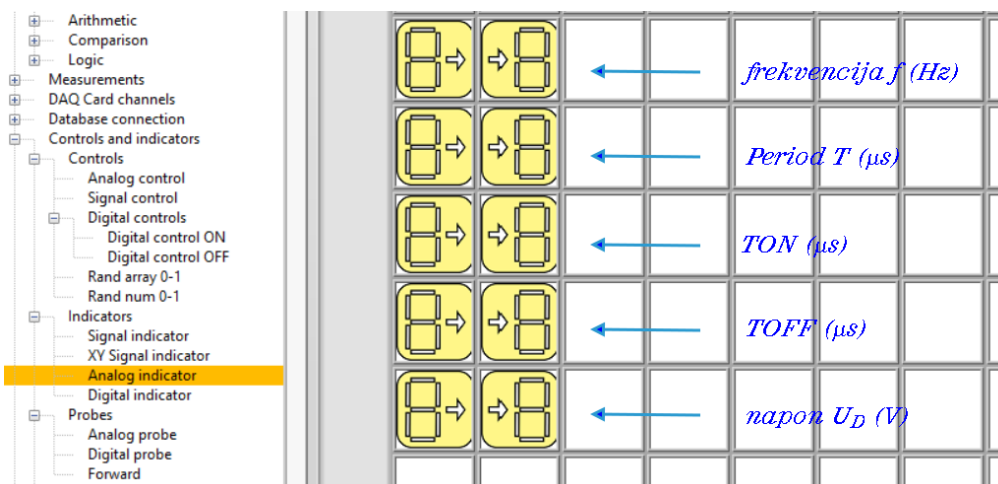 Arithmetic
Comparison
Logic
Measurements
DAQ Card channels
Database connection
Controls and indicators
Controls
Analog control
Signal control
Digital controls
Digital control ON
Digital control OFF
Rand array 0-1
Rand num 0-1
Indicators
Signal indicator
XY Signal indicator
Analog indicator
Digital indicator
Probes
Analog probe
Digital probe
Forward
frekvencija f (Hz)
Period T (µs)
TON (µs)
TOFF (µs)
napon U_D (V)